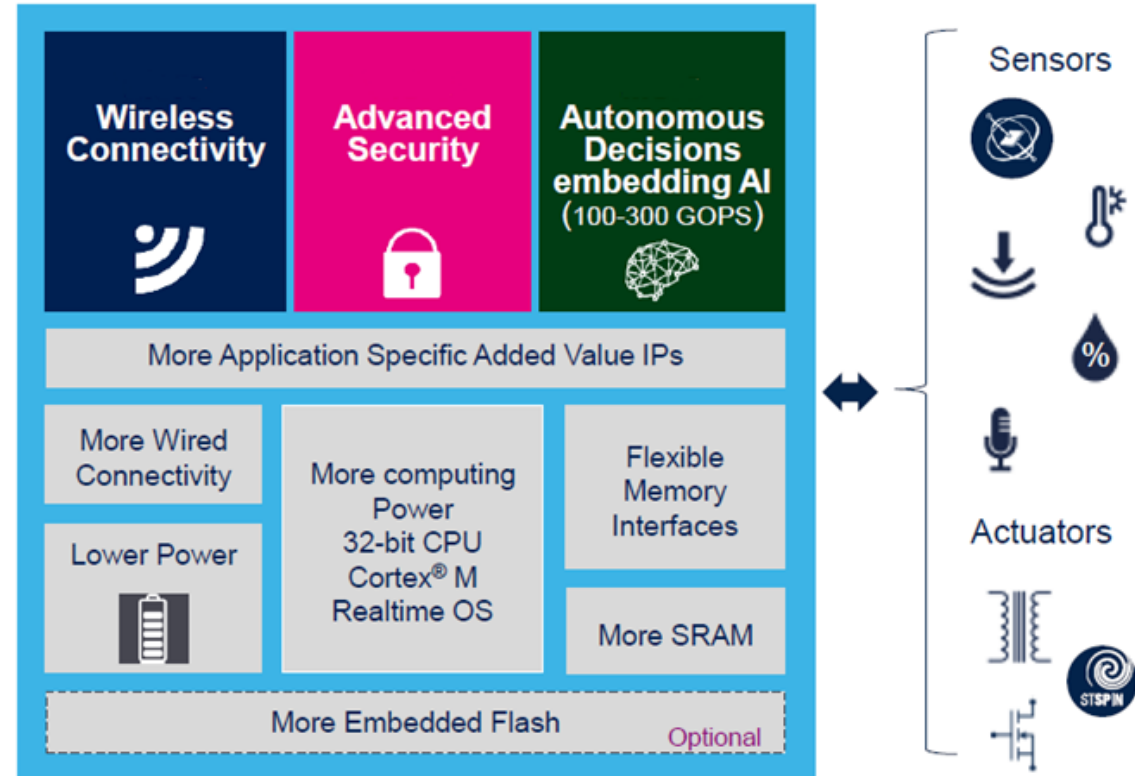 Wireless
Connectivity
Advanced
Security
Autonomous
Decisions
embedding AI
(100-300 GOPS)
More Application Specific Added Value IPs
More Wired
Connectivity
Lower Power
More computing
Power
32-bit CPU
Cortex® M
Realtime OS
Flexible
Memory
Interfaces
More SRAM
More Embedded Flash
Optional
Sensors
%
Actuators
STSPIN